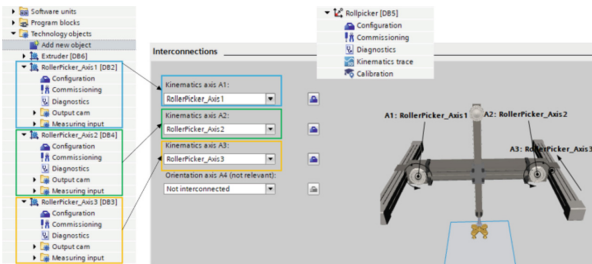 Software units
Program blocks
Technology objects
Add new object
Extruder [DB6]
RollerPicker_Axis1 [DB2]
Configuration
Commissioning
Diagnostics
Output cam
Measuring input
RollerPicker_Axis2 [DB4]
Configuration
Commissioning
Diagnostics
Output cam
Measuring input
RollerPicker_Axis3 [DB3]
Configuration
Commissioning
Diagnostics
Output cam
Measuring input
Interconnections
Kinematics axis A1:
RollerPicker_Axis1
Kinematics axis A2:
RollerPicker_Axis2
Kinematics axis A3:
RollerPicker_Axis3
Orientation axis A4 (not relevant):
Not interconnected
Rollpicker [DB5]
Configuration
Commissioning
Diagnostics
Kinematics trace
Calibration
A1: RollerPicker_Axis1
A2: RollerPicker_Axis2
A3: RollerPicker_Axis3